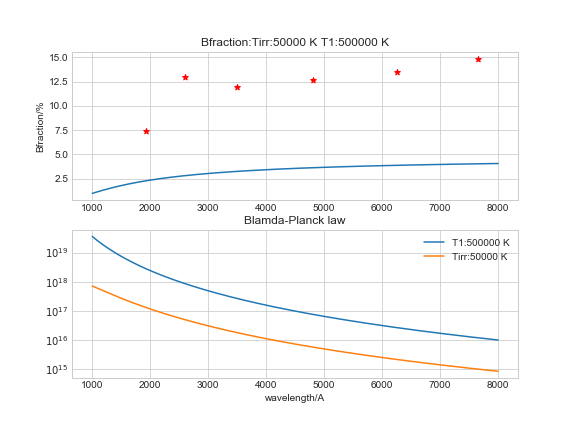 Bfraction:Tirr:50000 K T1:500000 K
15.0
12.5
10.0
7.5
5.0
2.5
Bfraction/%
1000 2000 3000 4000 5000 6000 7000 8000
Blamda-Planck law
10^19
10^18
10^17
10^16
10^15
T1:500000 K
Tirr:50000 K
1000 2000 3000 4000 5000 6000 7000 8000
wavelength/A